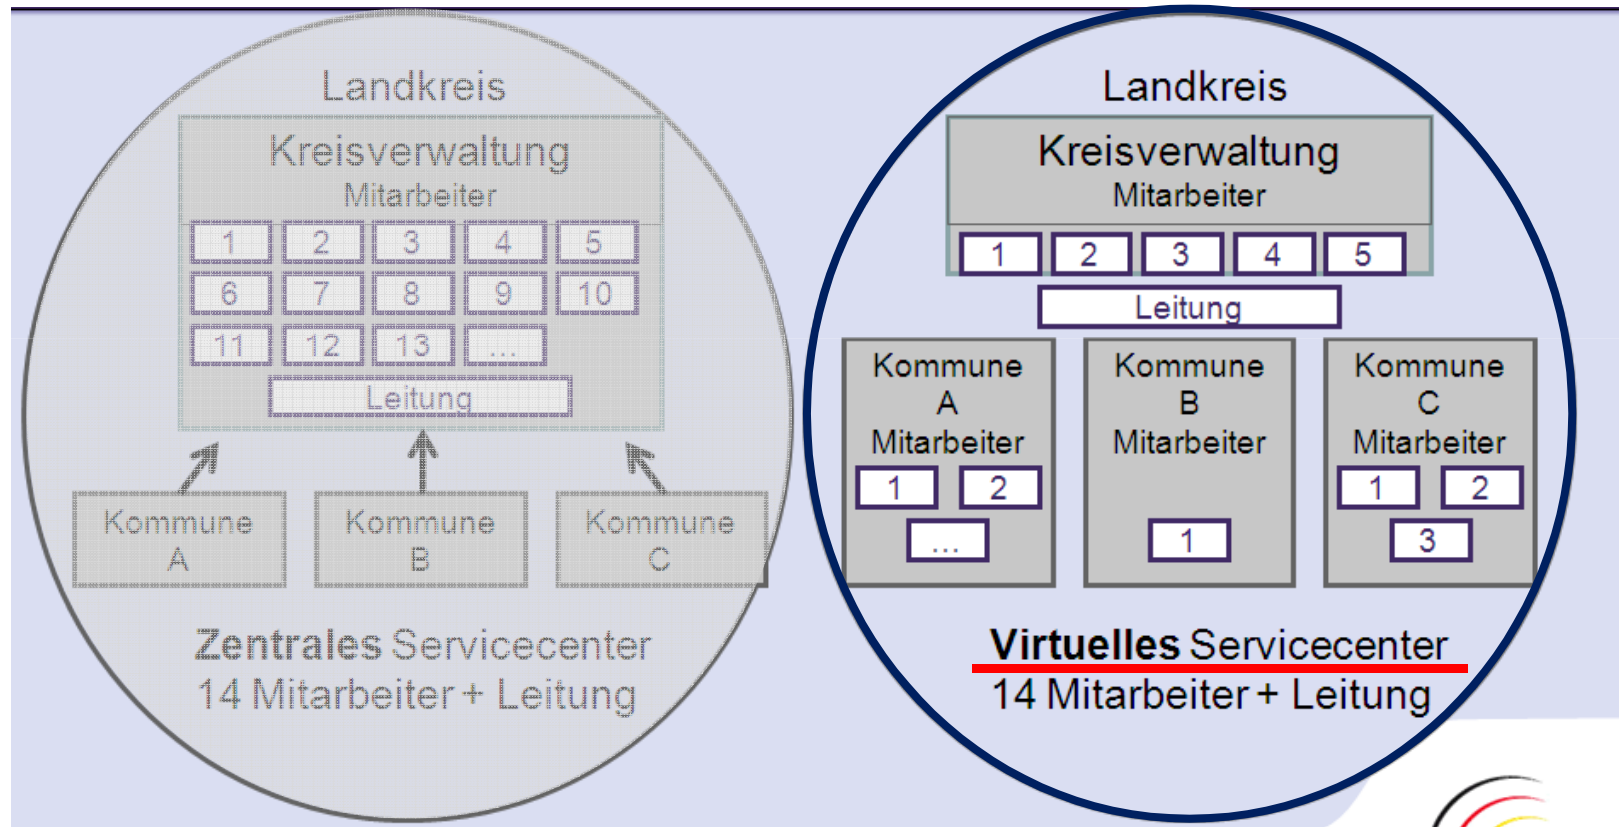 Landkreis
Kreisverwaltung
Mitarbeiter
1 2 3 4 5
6 7 8 9 10
11 12 13 ...
Leitung
Kommune
A
Kommune
B
Kommune
C
Zentrales Servicecenter
14 Mitarbeiter + Leitung
Landkreis
Kreisverwaltung
Mitarbeiter
1 2 3 4 5
Leitung
Kommune
A
Mitarbeiter
1 2
...
Kommune
B
Mitarbeiter
1
Kommune
C
Mitarbeiter
1 2
3
Virtuelles Servicecenter
14 Mitarbeiter + Leitung